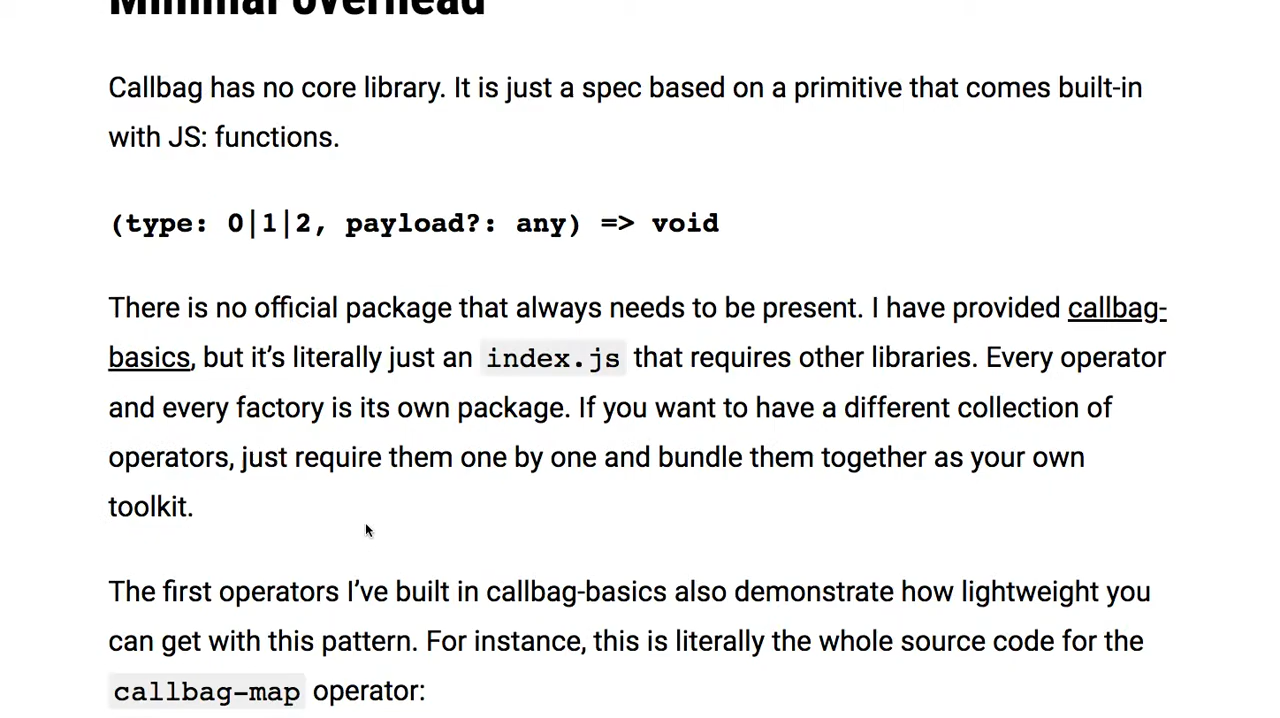 Minimal overhead
Callbag has no core library. It is just a spec based on a primitive that comes built-in
with JS: functions.
(type: 0|1|2, payload?: any) => void
There is no official package that always needs to be present. I have provided callbag-
basics, but it’s literally just an index.js that requires other libraries. Every operator
and every factory is its own package. If you want to have a different collection of
operators, just require them one by one and bundle them together as your own
toolkit.
The first operators I’ve built in callbag-basics also demonstrate how lightweight you
can get with this pattern. For instance, this is literally the whole source code for the
callbag-map operator: